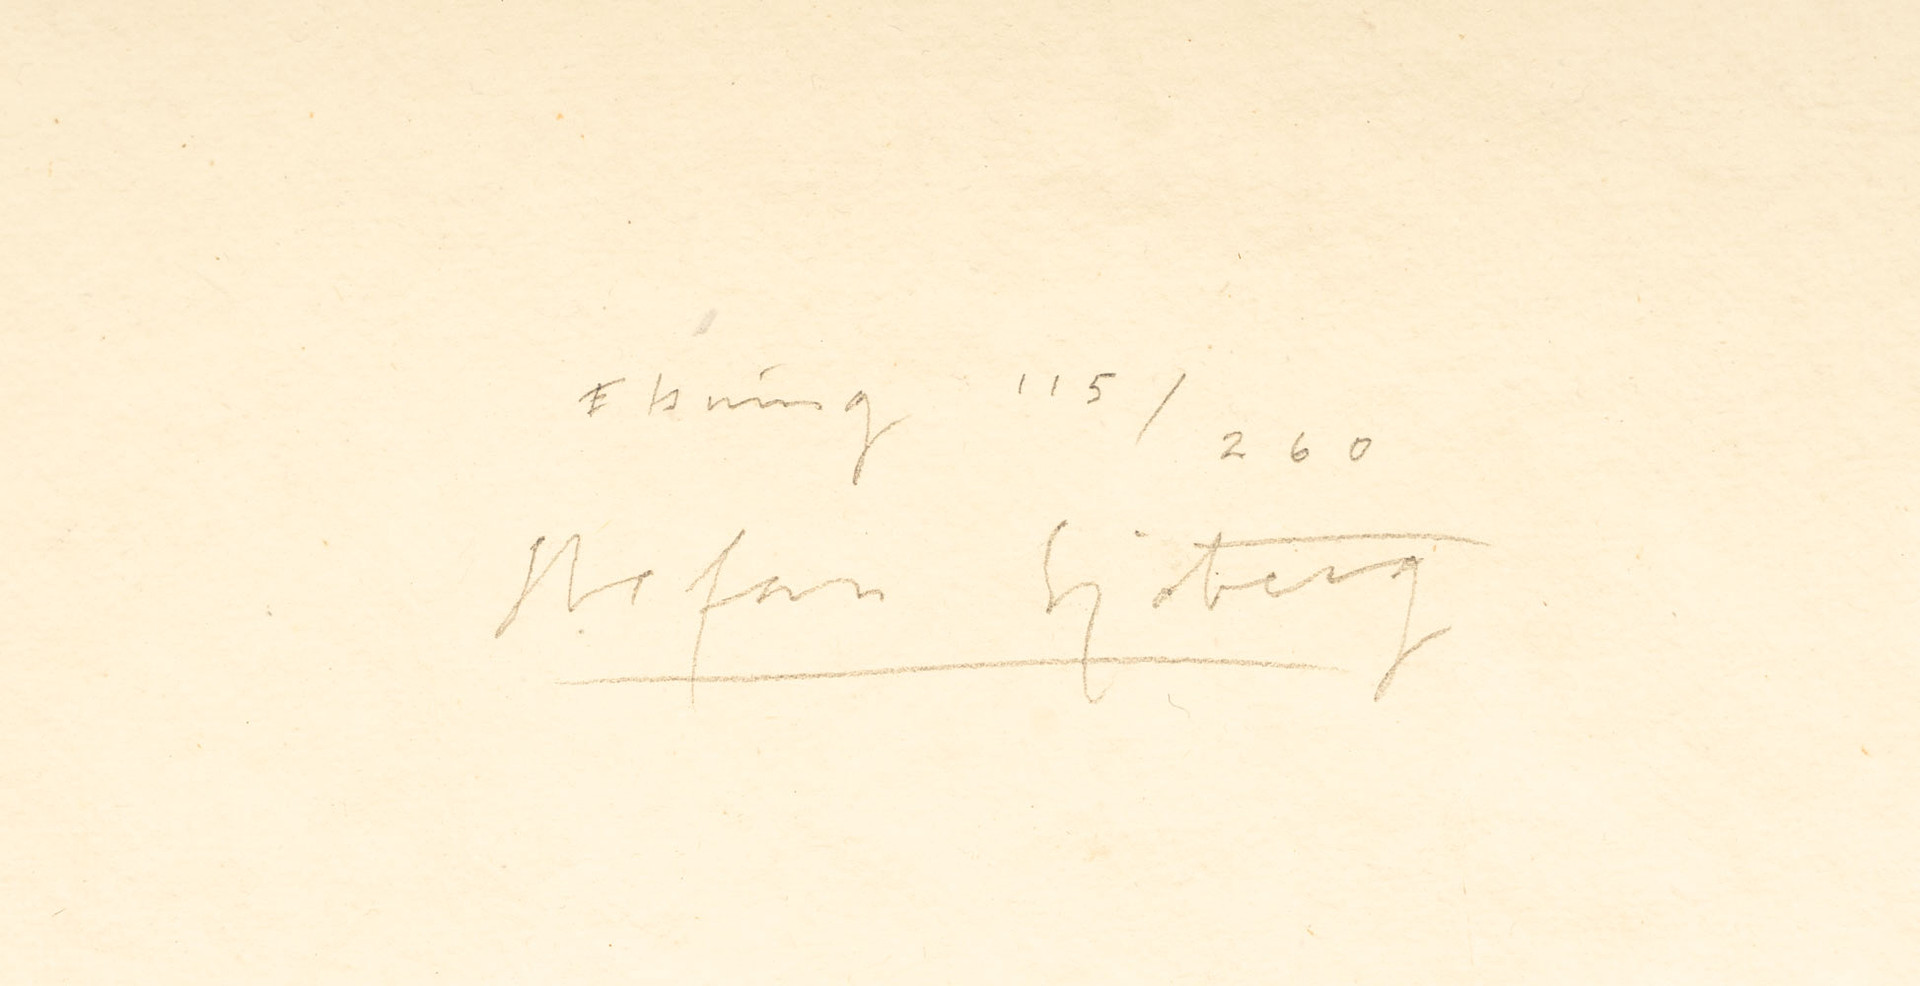 Etsning 115/260
Stefan Sjöberg